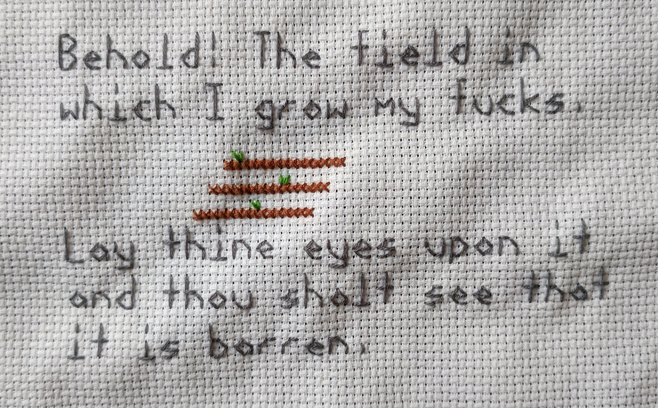 Behold! The field in
which I grow my fucks.
Lay thine eyes upon it
and thou shalt see that
it is barren.